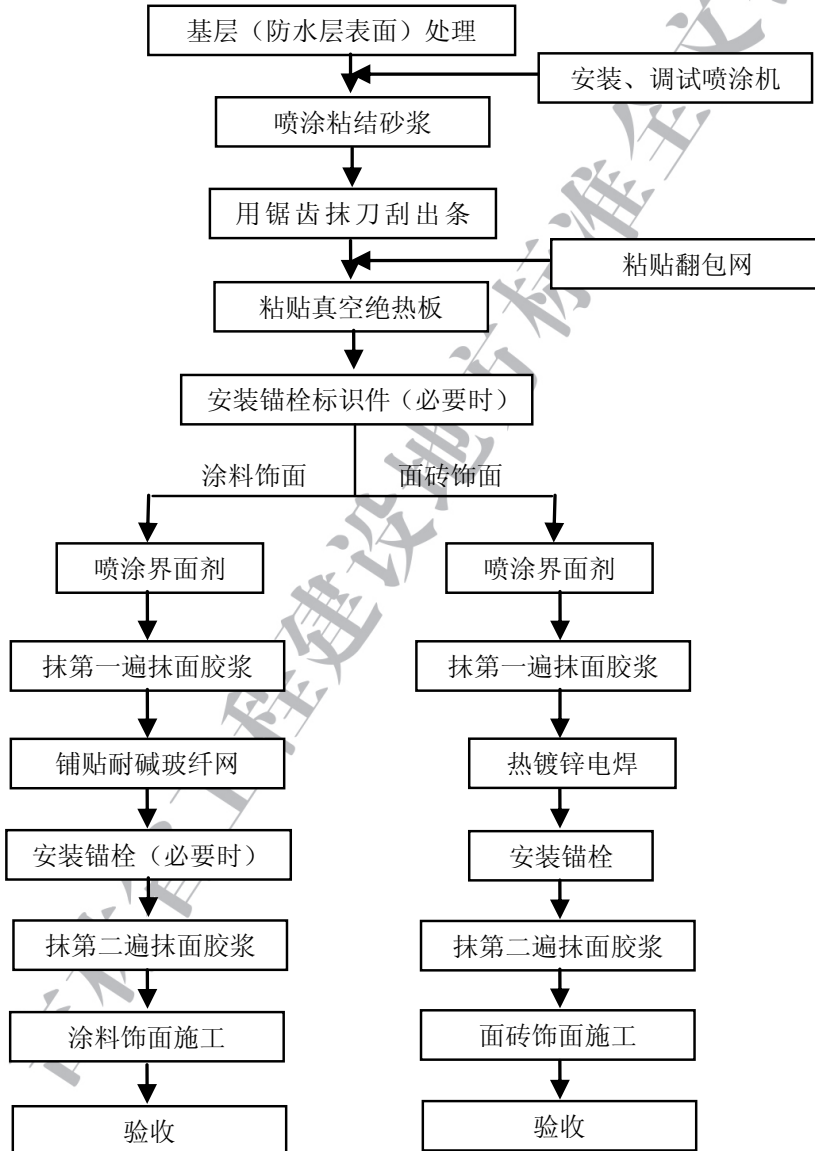 基层（防水层表面）处理
安装、调试喷涂机
喷涂粘结砂浆
用锯齿抹刀刮出条
粘贴翻包网
粘贴真空绝热板
安装锚栓标识件（必要时）
涂料饰面
面砖饰面
喷涂界面剂
喷涂界面剂
抹第一遍抹面胶浆
抹第一遍抹面胶浆
铺贴耐碱玻纤网
热镀锌电焊
安装锚栓（必要时）
安装锚栓
抹第二遍抹面胶浆
抹第二遍抹面胶浆
涂料饰面施工
面砖饰面施工
验收
验收